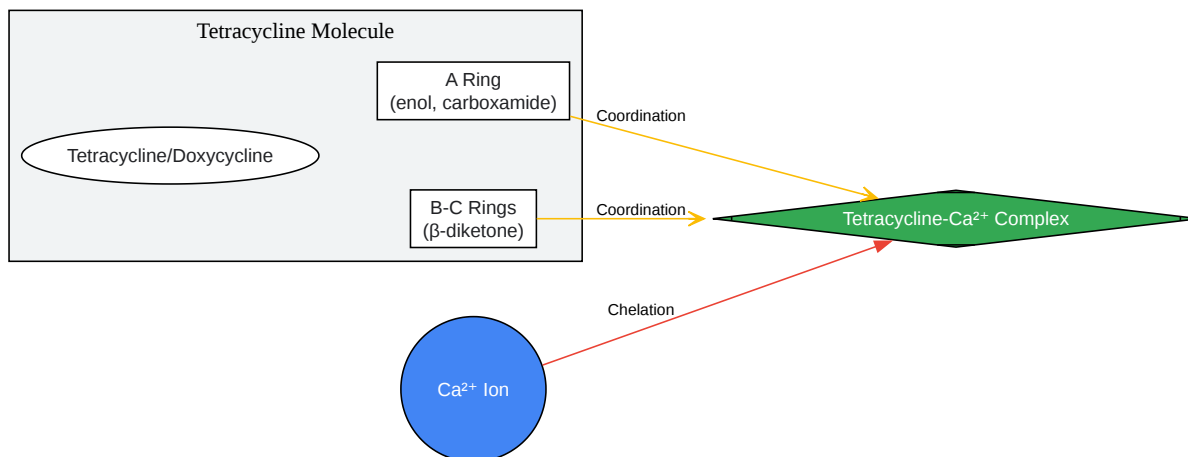 Tetracycline Molecule
A Ring
(enol, carboxamide)
Coordination
Tetracycline/Doxycycline
B-C Rings
(β-diketone)
Coordination
Tetracycline-Ca²⁺ Complex
Chelation
Ca²⁺ Ion